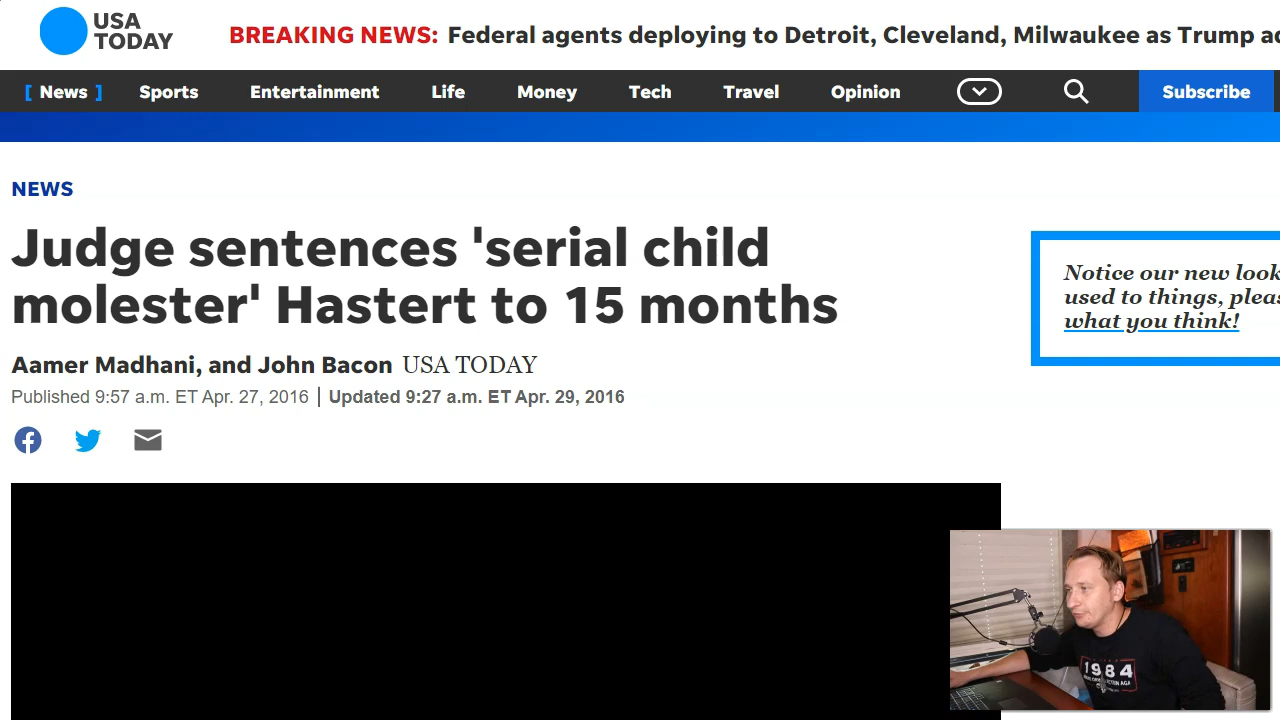 USA
TODAY
BREAKING NEWS: Federal agents deploying to Detroit, Cleveland, Milwaukee as Trump
[ News ] Sports Entertainment Life Money Tech Travel Opinion Subscribe
NEWS
Judge sentences 'serial child
molester' Hastert to 15 months
Aamer Madhani, and John Bacon USA TODAY
Published 9:57 a.m. ET Apr. 27, 2016 | Updated 9:27 a.m. ET Apr. 29, 2016
Notice our new look
used to things,
what you think!
1984